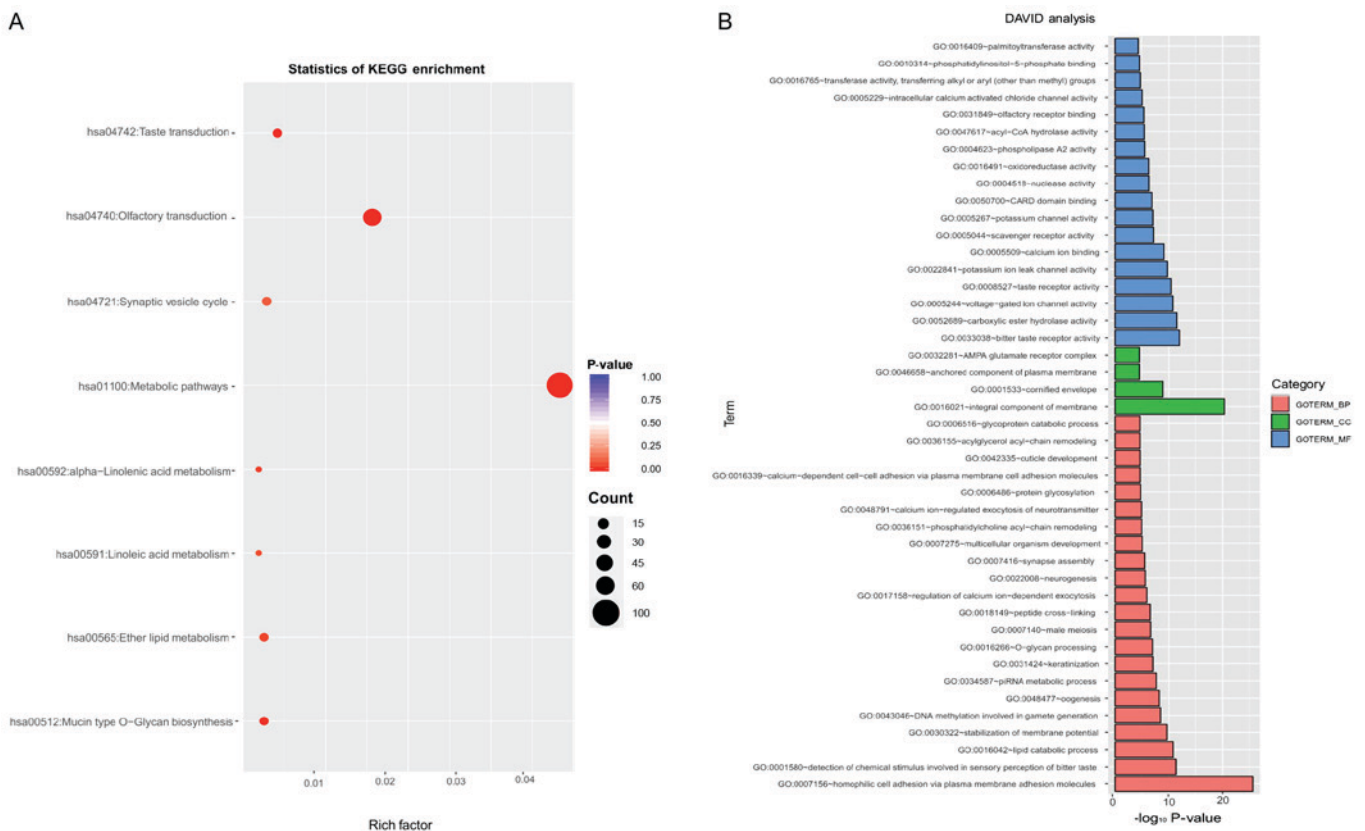 A
Statistics of KEGG enrichment
hsa04742:Taste transduction
hsa04740:Olfactory transduction
hsa04721:Synaptic vesicle cycle
hsa01100:Metabolic pathways
hsa00592:alpha-Linolenic acid metabolism
hsa00591:Linoleic acid metabolism
hsa00565:Ether lipid metabolism
hsa00512:Mucin type O-Glycan biosynthesis
0.01 0.02 0.03 0.04
Rich factor
P-value
1.00
0.75
0.50
0.25
0.00
Count
15
30
45
60
100
B
DAVID analysis
GO:0016409~palmitoyltransferase activity
GO:0010314~phosphatidylinositol-5-phosphate binding
GO:0016765~transferase activity, transferring alkyl or aryl (other than methyl) groups
GO:0005229~intracellular calcium activated chloride channel activity
GO:0031849~olfactory receptor binding
GO:0047617~acyl-CoA hydrolase activity
GO:0004623~phospholipase A2 activity
GO:0016491~oxidoreductase activity
GO:0004518~nuclease activity
GO:0050700~CARD domain binding
GO:0005267~potassium channel activity
GO:0005044~scavenger receptor activity
GO:0005509~calcium ion binding
GO:0022841~potassium ion leak channel activity
GO:0008527~taste receptor activity
GO:0005244~voltage-gated ion channel activity
GO:0052689~carboxylic ester hydrolase activity
GO:0033038~bitter taste receptor activity
GO:0032281~AMPA glutamate receptor complex
GO:0046658~anchored component of plasma membrane
GO:0001533~cornified envelope
GO:0016021~integral component of membrane
GO:0006516~glycoprotein catabolic process
GO:0036155~acylglycerol acyl-chain remodeling
GO:0042335~cuticle development
GO:0016339~calcium-dependent cell-cell adhesion via plasma membrane cell adhesion molecules
GO:0006486~protein glycosylation
GO:0048791~calcium ion-regulated exocytosis of neurotransmitter
GO:0036151~phosphatidylcholine acyl-chain remodeling
GO:0007275~multicellular organism development
GO:0007416~synapse assembly
GO:0022008~neurogenesis
GO:0017158~regulation of calcium ion-dependent exocytosis
GO:0018149~peptide cross-linking
GO:0007140~male meiosis
GO:0016266~O-glycan processing
GO:0031424~keratinization
GO:0034587~piRNA metabolic process
GO:0048477~oogenesis
GO:0043046~DNA methylation involved in gamete generation
GO:0030322~stabilization of membrane potential
GO:0016042~lipid catabolic process
GO:0001580~detection of chemical stimulus involved in sensory perception of bitter taste
GO:0007156~homophilic cell adhesion via plasma membrane adhesion molecules
Term
0 10 20
-log₁₀ P-value
Category
GOTERM_BP
GOTERM_CC
GOTERM_MF